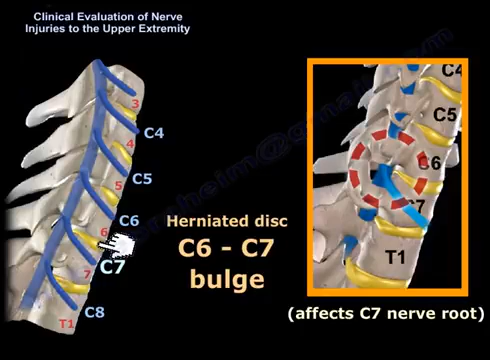 Clinical Evaluation of Nerve
Injuries to the Upper Extremity
3
C4
4
C5
5
C6
6
C7
7
C8
T1
Herniated disc
C6 - C7
bulge
C4
C5
C6
C7
T1
(affects C7 nerve root)